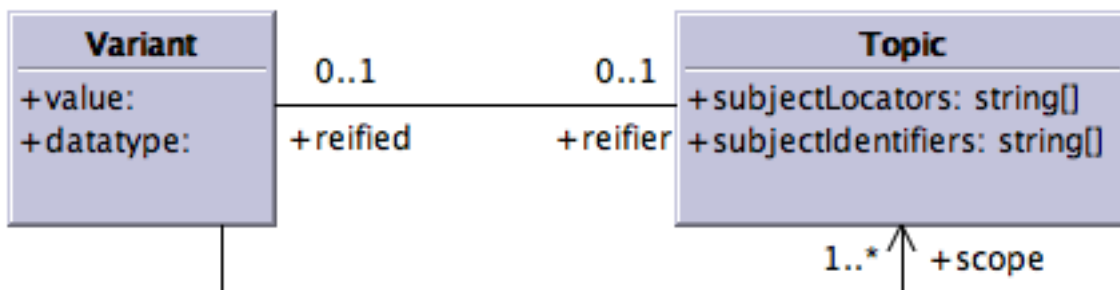 Variant
+value:
+datatype:
0..1
+reified
0..1
+reifier
Topic
+subjectLocators: string[]
+subjectIdentifiers: string[]
1..*
+scope